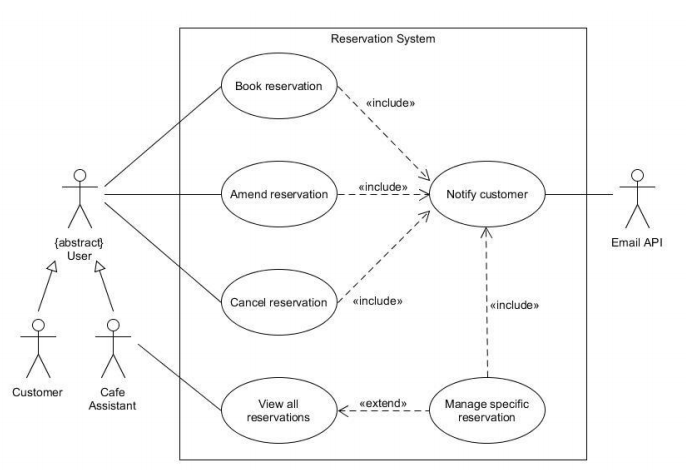 Reservation System
Book reservation
«include»
Amend reservation
«include»
Notify customer
{abstract}
User
Email API
Cancel reservation
«include»
«include»
Customer
Cafe
Assistant
View all
reservations
«extend»
Manage specific
reservation